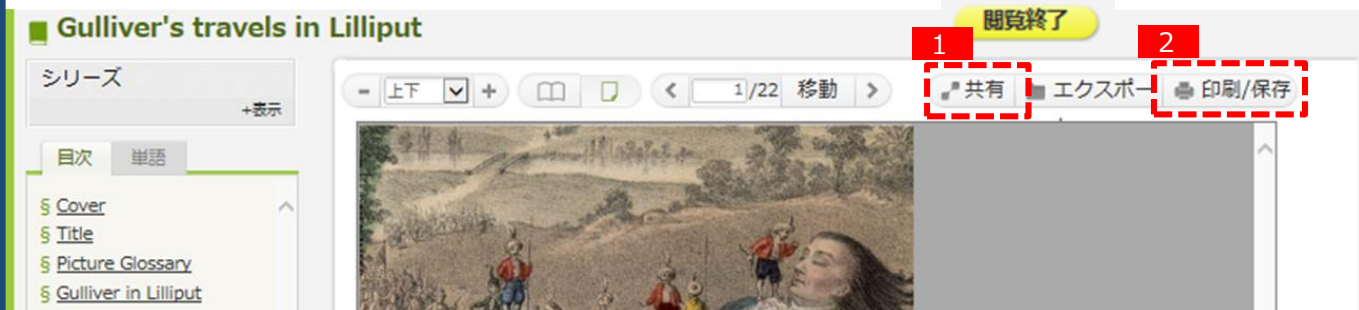 Gulliver's travels in Lilliput
閲覧終了
1
2
シリーズ
+表示
- 上下 +
1/22 移動
共有
エクスポー
印刷/保存
目次 単語
§ Cover
§ Title
§ Picture Glossary
§ Gulliver in Lilliput